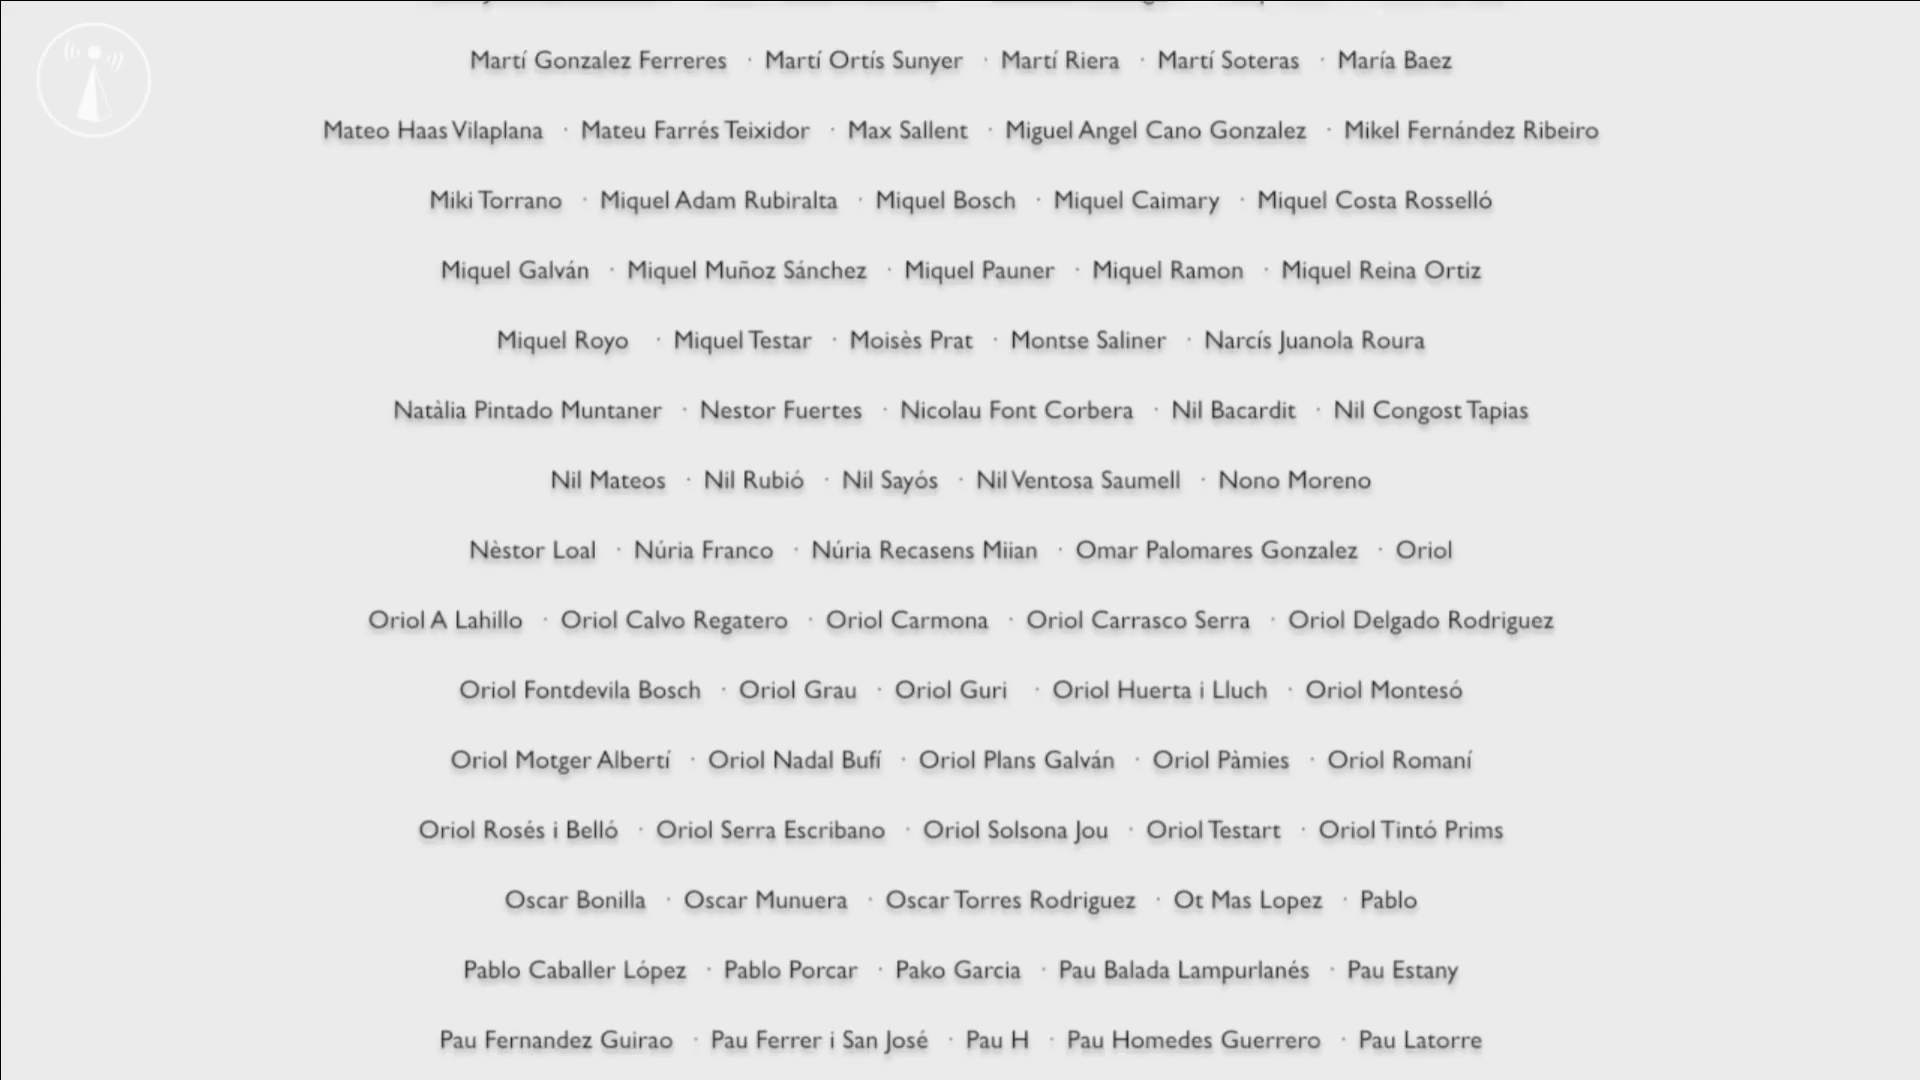 Martí Gonzalez Ferreres · Martí Ortís Sunyer · Martí Riera · Martí Soteras · María Baez
Mateo Haas Vilaplana · Mateu Farrés Teixidor · Max Sallent · Miguel Angel Cano Gonzalez · Mikel Fernández Ribeiro
Miki Torrano · Miquel Adam Rubiralta · Miquel Bosch · Miquel Caimary · Miquel Costa Rosselló
Miquel Galván · Miquel Muñoz Sánchez · Miquel Pauner · Miquel Ramon · Miquel Reina Ortiz
Miquel Royo · Miquel Testar · Moisès Prat · Montse Saliner · Narcís Juanola Roura
Natàlia Pintado Muntaner · Nestor Fuertes · Nicolau Font Corbera · Nil Bacardit · Nil Congost Tapias
Nil Mateos · Nil Rubió · Nil Sayós · Nil Ventosa Saumell · Nono Moreno
Nèstor Loal · Núria Franco · Núria Recasens Miian · Omar Palomares Gonzalez · Oriol
Oriol A Lahillo · Oriol Calvo Regatero · Oriol Carmona · Oriol Carrasco Serra · Oriol Delgado Rodriguez
Oriol Fontdevila Bosch · Oriol Grau · Oriol Guri · Oriol Huerta i Lluch · Oriol Montesó
Oriol Motger Albertí · Oriol Nadal Bufí · Oriol Plans Galván · Oriol Pàmies · Oriol Romaní
Oriol Rosés i Belló · Oriol Serra Escribano · Oriol Solsona Jou · Oriol Testart · Oriol Tintó Prims
Oscar Bonilla · Oscar Munuera · Oscar Torres Rodriguez · Ot Mas Lopez · Pablo
Pablo Caballer López · Pablo Porcar · Pako Garcia · Pau Balada Lampurlanés · Pau Estany
Pau Fernandez Guirao · Pau Ferrer i San José · Pau H · Pau Homedes Guerrero · Pau Latorre